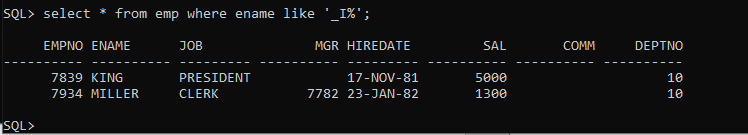 SQL> select * from emp where ename like '_I%';
EMPNO ENAME JOB MGR HIREDATE SAL COMM DEPTNO
---------- ---------- --------- ---------- --------- ---------- ---------- ----------
7839 KING PRESIDENT 17-NOV-81 5000 10
7934 MILLER CLERK 7782 23-JAN-82 1300 10
SQL>